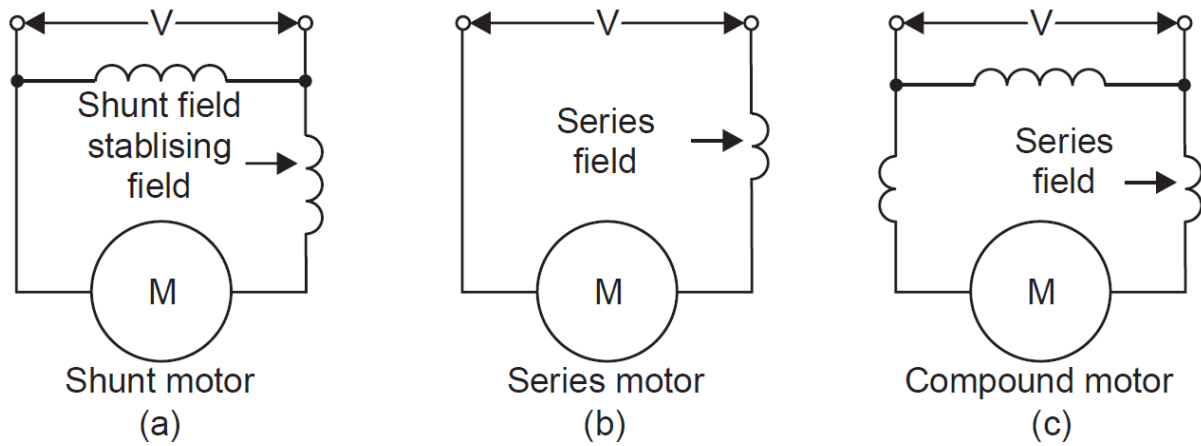 V
Shunt field
stablising
field
M
Shunt motor
(a)
V
Series
field
M
Series motor
(b)
V
Series
field
M
Compound motor
(c)